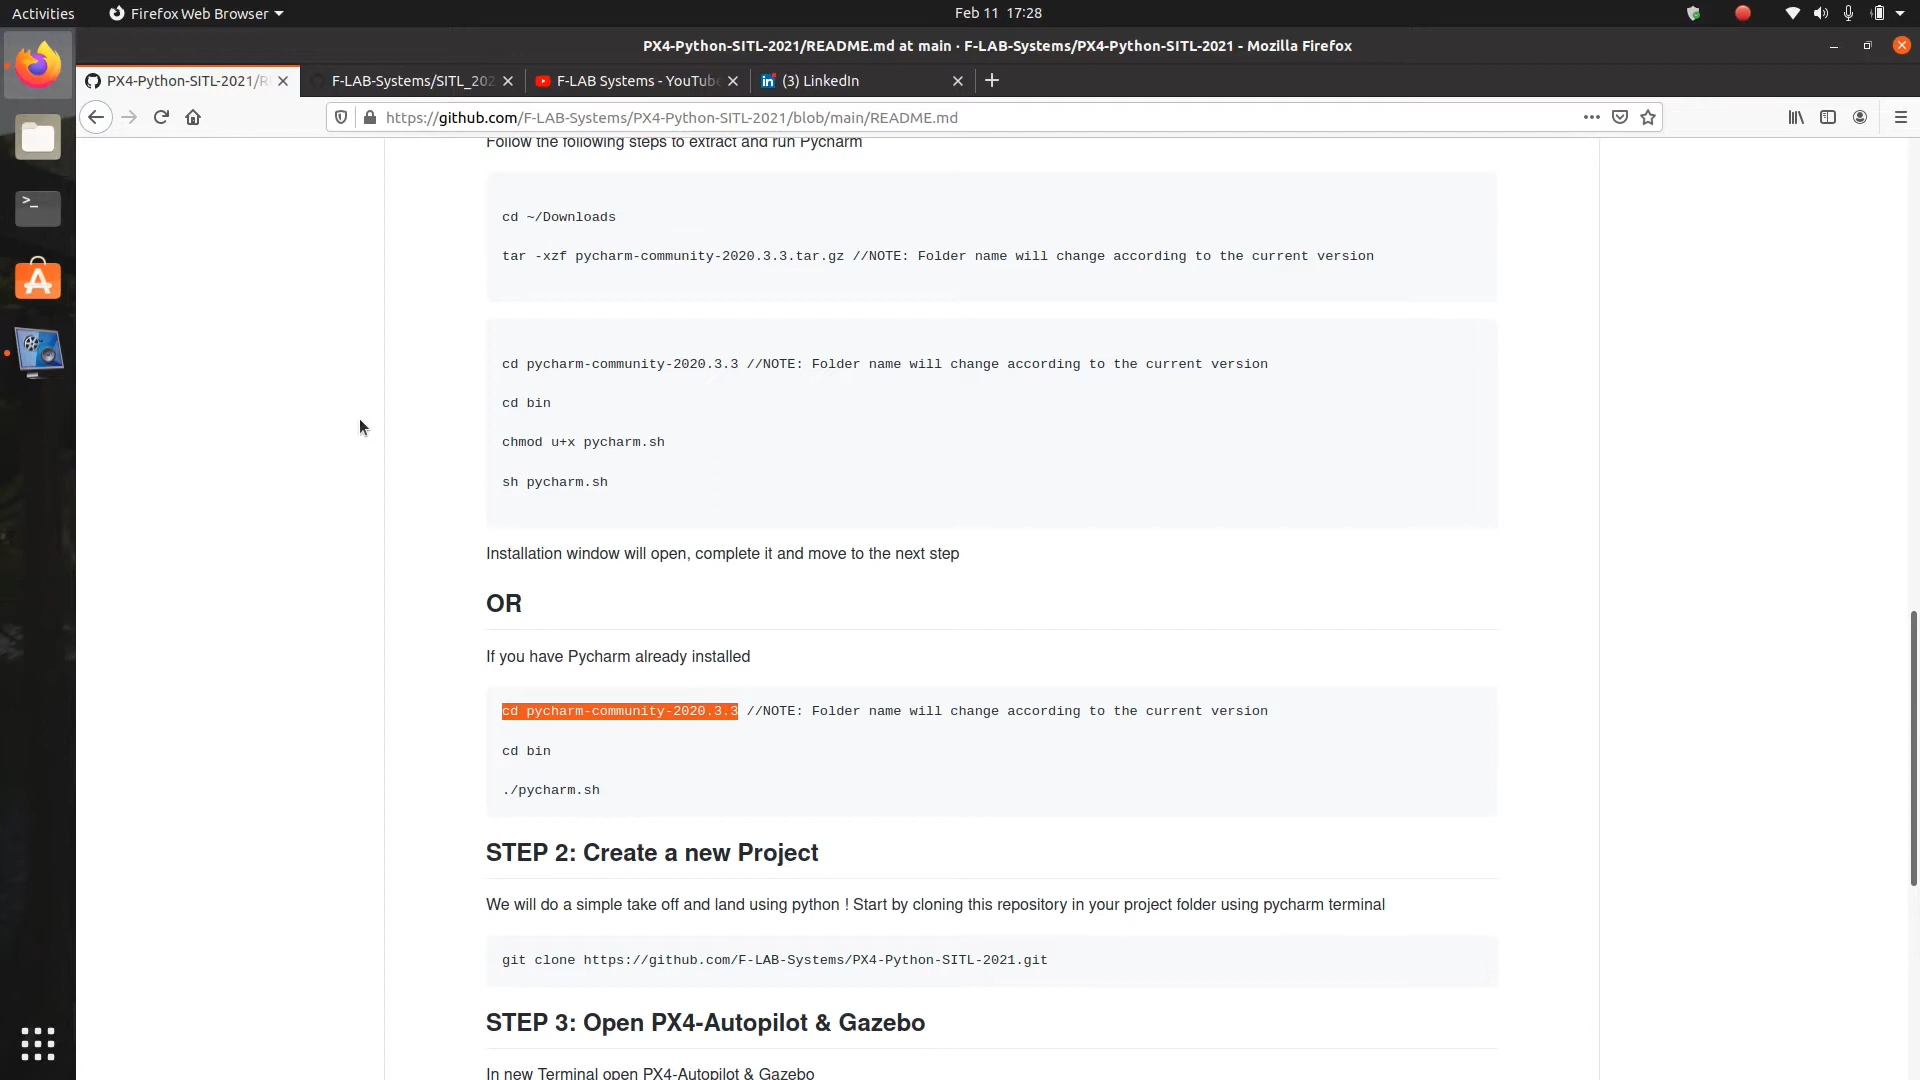 Activities
Firefox Web Browser
Feb 11 17:28
PX4-Python-SITL-2021/README.md at main · F-LAB-Systems/PX4-Python-SITL-2021 - Mozilla Firefox
PX4-Python-SITL-2021/R
F-LAB-Systems/SITL_202
F-LAB Systems - YouTube
(3) LinkedIn
https://github.com/F-LAB-Systems/PX4-Python-SITL-2021/blob/main/README.md
Follow the following steps to extract and run Pycharm
cd ~/Downloads
tar -xzf pycharm-community-2020.3.3.tar.gz //NOTE: Folder name will change according to the current version
cd pycharm-community-2020.3.3 //NOTE: Folder name will change according to the current version
cd bin
chmod u+x pycharm.sh
sh pycharm.sh
Installation window will open, complete it and move to the next step
OR
If you have Pycharm already installed
cd pycharm-community-2020.3.3 //NOTE: Folder name will change according to the current version
cd bin
./pycharm.sh
STEP 2: Create a new Project
We will do a simple take off and land using python ! Start by cloning this repository in your project folder using pycharm terminal
git clone https://github.com/F-LAB-Systems/PX4-Python-SITL-2021.git
STEP 3: Open PX4-Autopilot & Gazebo
In new Terminal open PX4-Autopilot & Gazebo